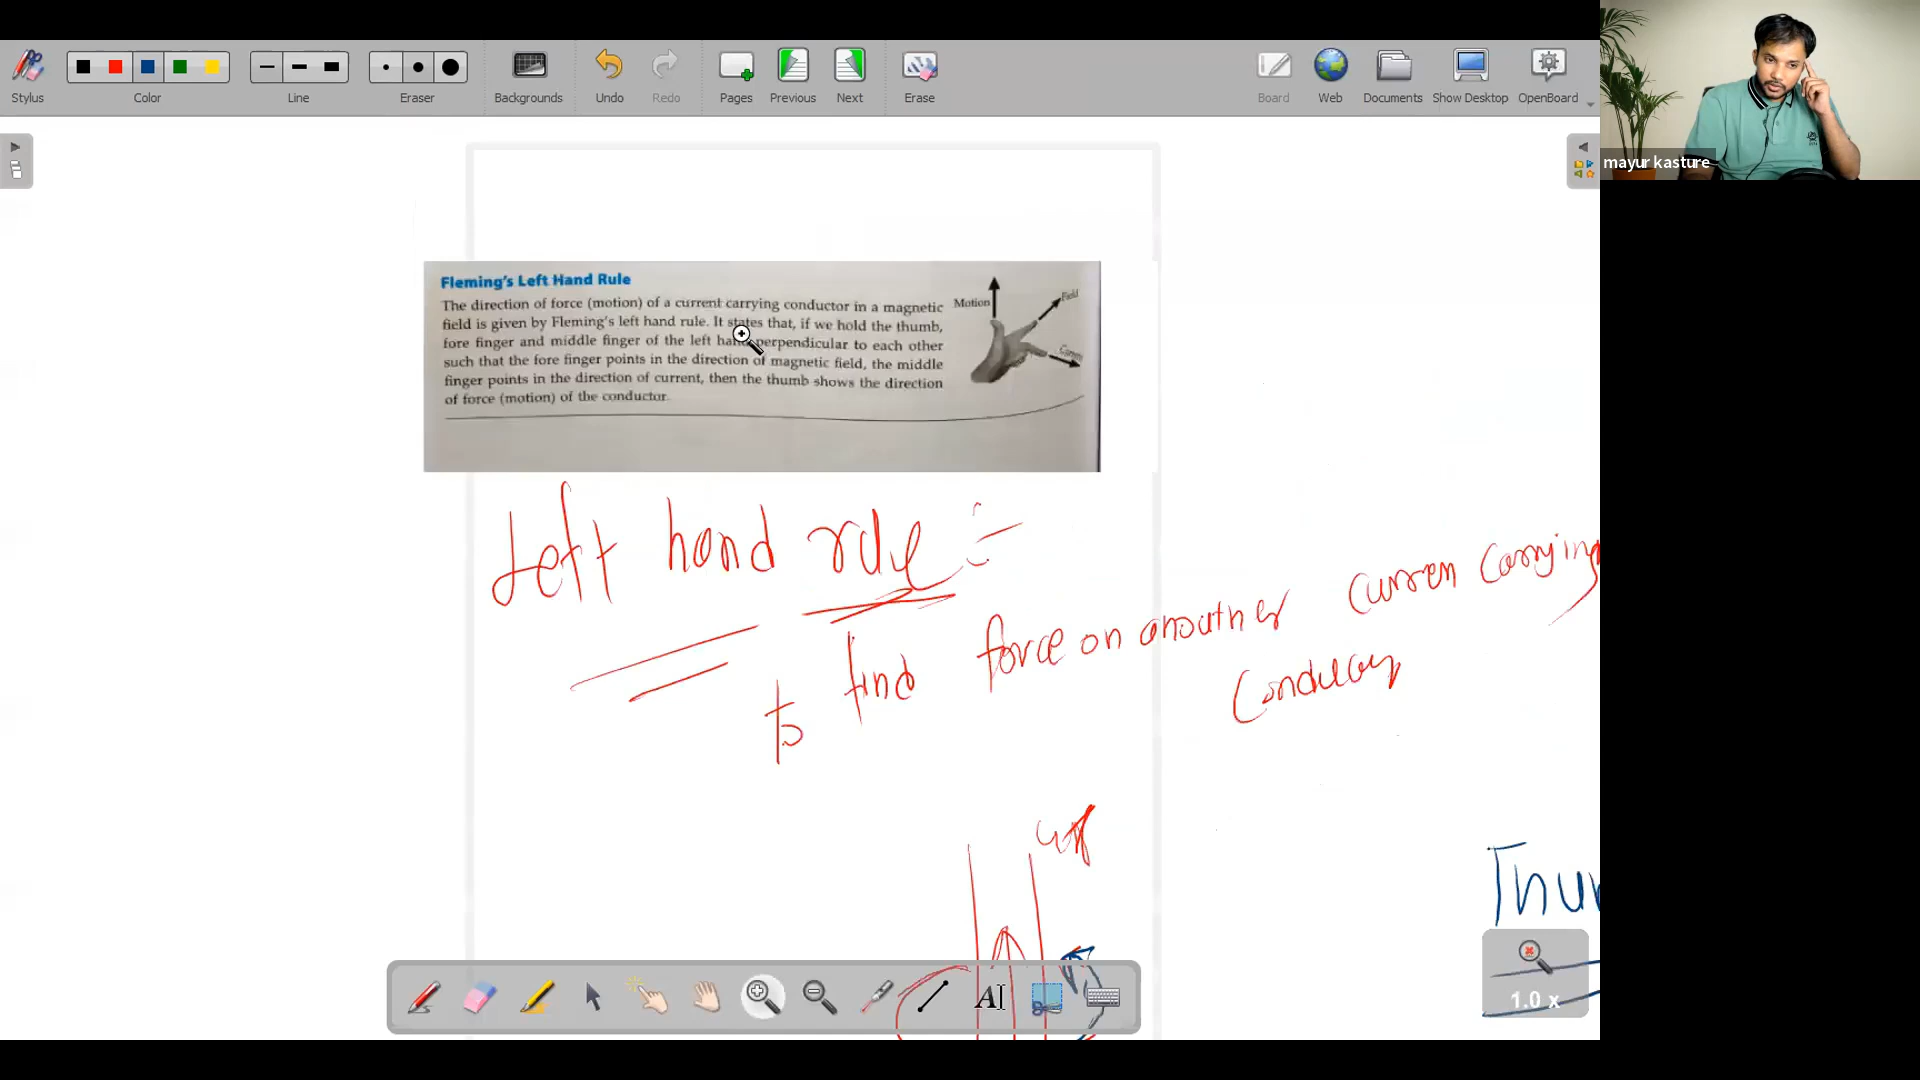 Stylus
Color
Line
Eraser
Backgrounds
Undo
Redo
Pages
Previous
Next
Erase
Board
Web
Documents
Show Desktop
OpenBoard
mayur kasture
Fleming's Left Hand Rule
The direction of force (motion) of a current carrying conductor in a magnetic
field is given by Fleming's left hand rule. It states that, if we hold the thumb,
fore finger and middle finger of the left hand perpendicular to each other
such that the fore finger points in the direction of magnetic field, the middle
finger points in the direction of current, then the thumb shows the direction
of force (motion) of the conductor.
Motion
Field
Left hand rule :-
to find force on anouther curren carrying
Thu
1.0 x